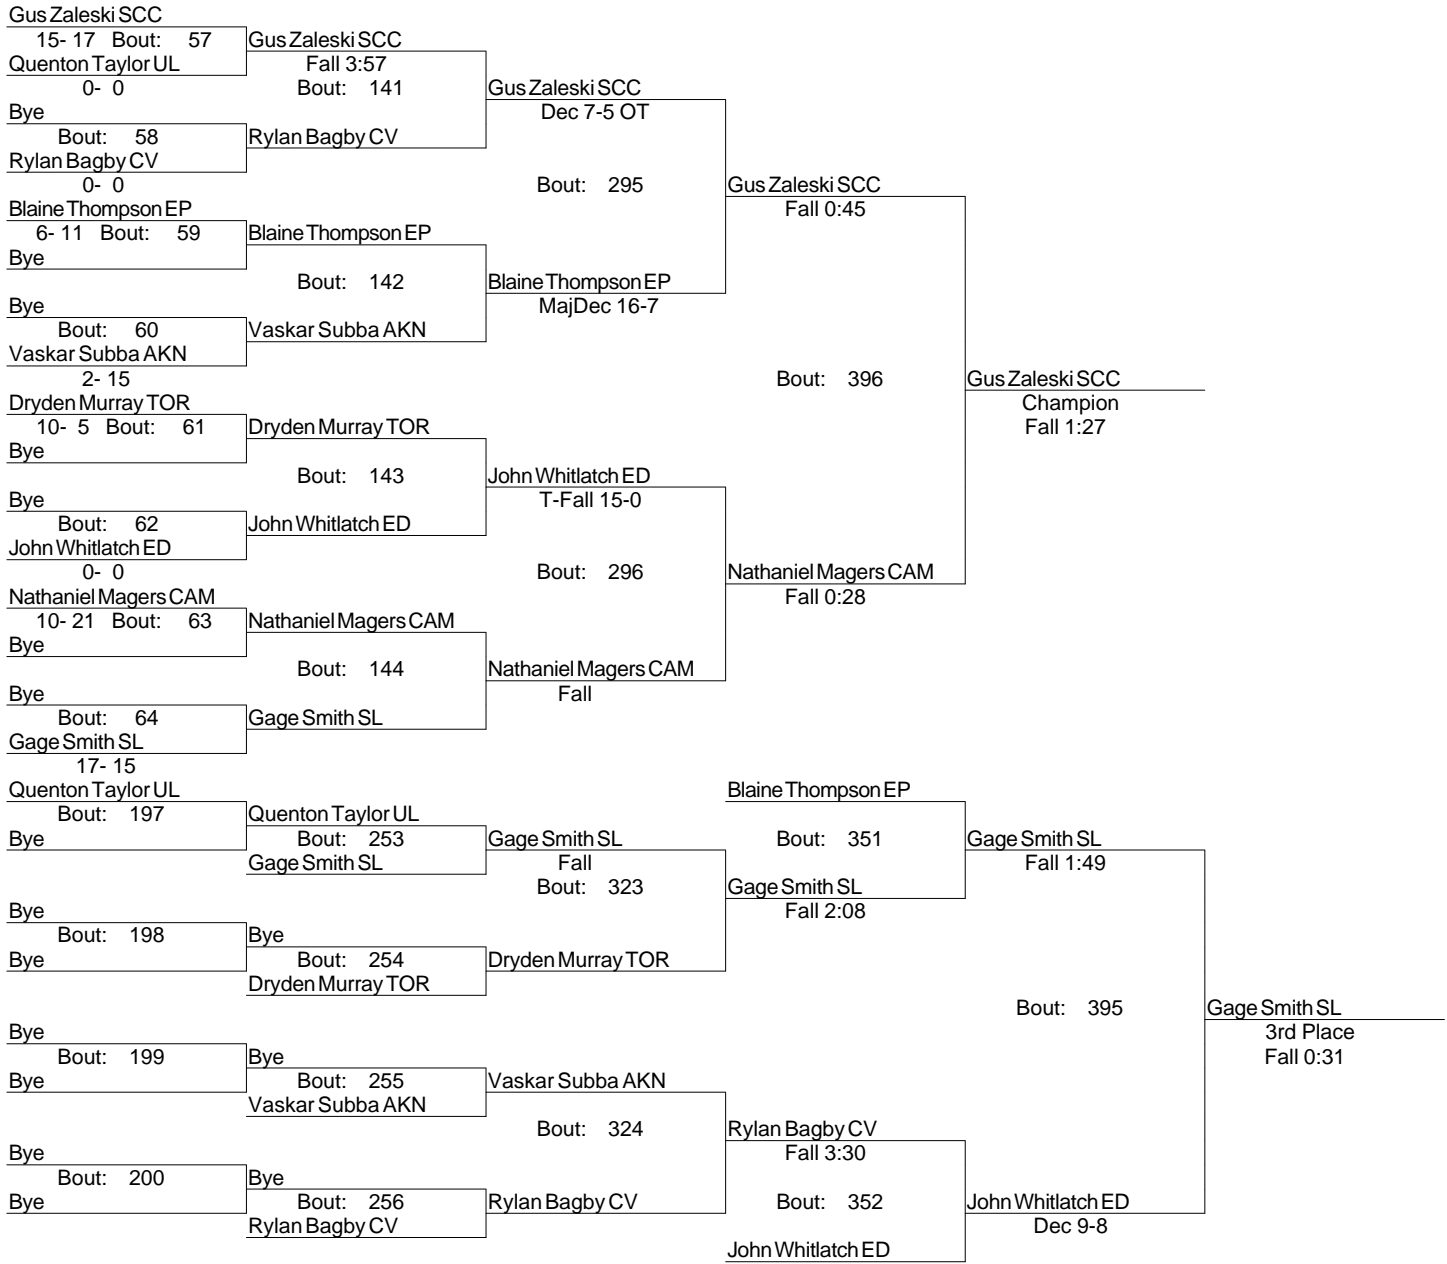 Gus Zaleski SCC
15- 17 Bout: 57 Gus Zaleski SCC
Quenton Taylor UL Fall 3:57
0- 0 Bout: 141 Gus Zaleski SCC
Bye Dec 7-5 OT
Bout: 58 Rylan Bagby CV
Rylan Bagby CV
0- 0 Bout: 295 Gus Zaleski SCC
Blaine Thompson EP Fall 0:45
6- 11 Bout: 59 Blaine Thompson EP
Bye
Bout: 142 Blaine Thompson EP
Bye MajDec 16-7
Bout: 60 Vaskar Subba AKN
Vaskar Subba AKN
2- 15 Bout: 396 Gus Zaleski SCC
Dryden Murray TOR Champion
10- 5 Bout: 61 Dryden Murray TOR Fall 1:27
Bye
Bout: 143 John Whitlatch ED
Bye T-Fall 15-0
Bout: 62 John Whitlatch ED
John Whitlatch ED
0- 0 Bout: 296 Nathaniel Magers CAM
Nathaniel Magers CAM Fall 0:28
10- 21 Bout: 63 Nathaniel Magers CAM
Bye
Bout: 144 Nathaniel Magers CAM
Bye Fall
Bout: 64 Gage Smith SL
Gage Smith SL
17- 15
Quenton Taylor UL Blaine Thompson EP
Bout: 197 Quenton Taylor UL
Bye Bout: 253 Gage Smith SL Bout: 351 Gage Smith SL
Gage Smith SL Fall Fall 1:49
Bout: 323 Gage Smith SL
Bye Fall 2:08
Bout: 198 Bye
Bye Bout: 254 Dryden Murray TOR
Dryden Murray TOR
Bout: 395 Gage Smith SL
Bye 3rd Place
Bout: 199 Bye Fall 0:31
Bye Bout: 255 Vaskar Subba AKN
Vaskar Subba AKN
Bout: 324 Rylan Bagby CV
Bye Fall 3:30
Bout: 200 Bye
Bye Bout: 256 Rylan Bagby CV Bout: 352 John Whitlatch ED
Rylan Bagby CV Dec 9-8
John Whitlatch ED